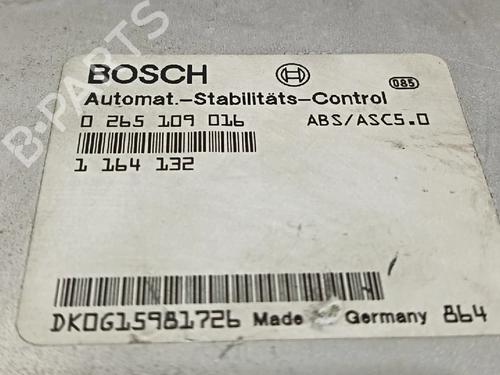 B-PARTS
BOSCH 085
Automat.-Stabilitäts-Control
0 265 109 016 ABS/ASC5.0
1 164 132
DK0G15981726 Made Germany 864